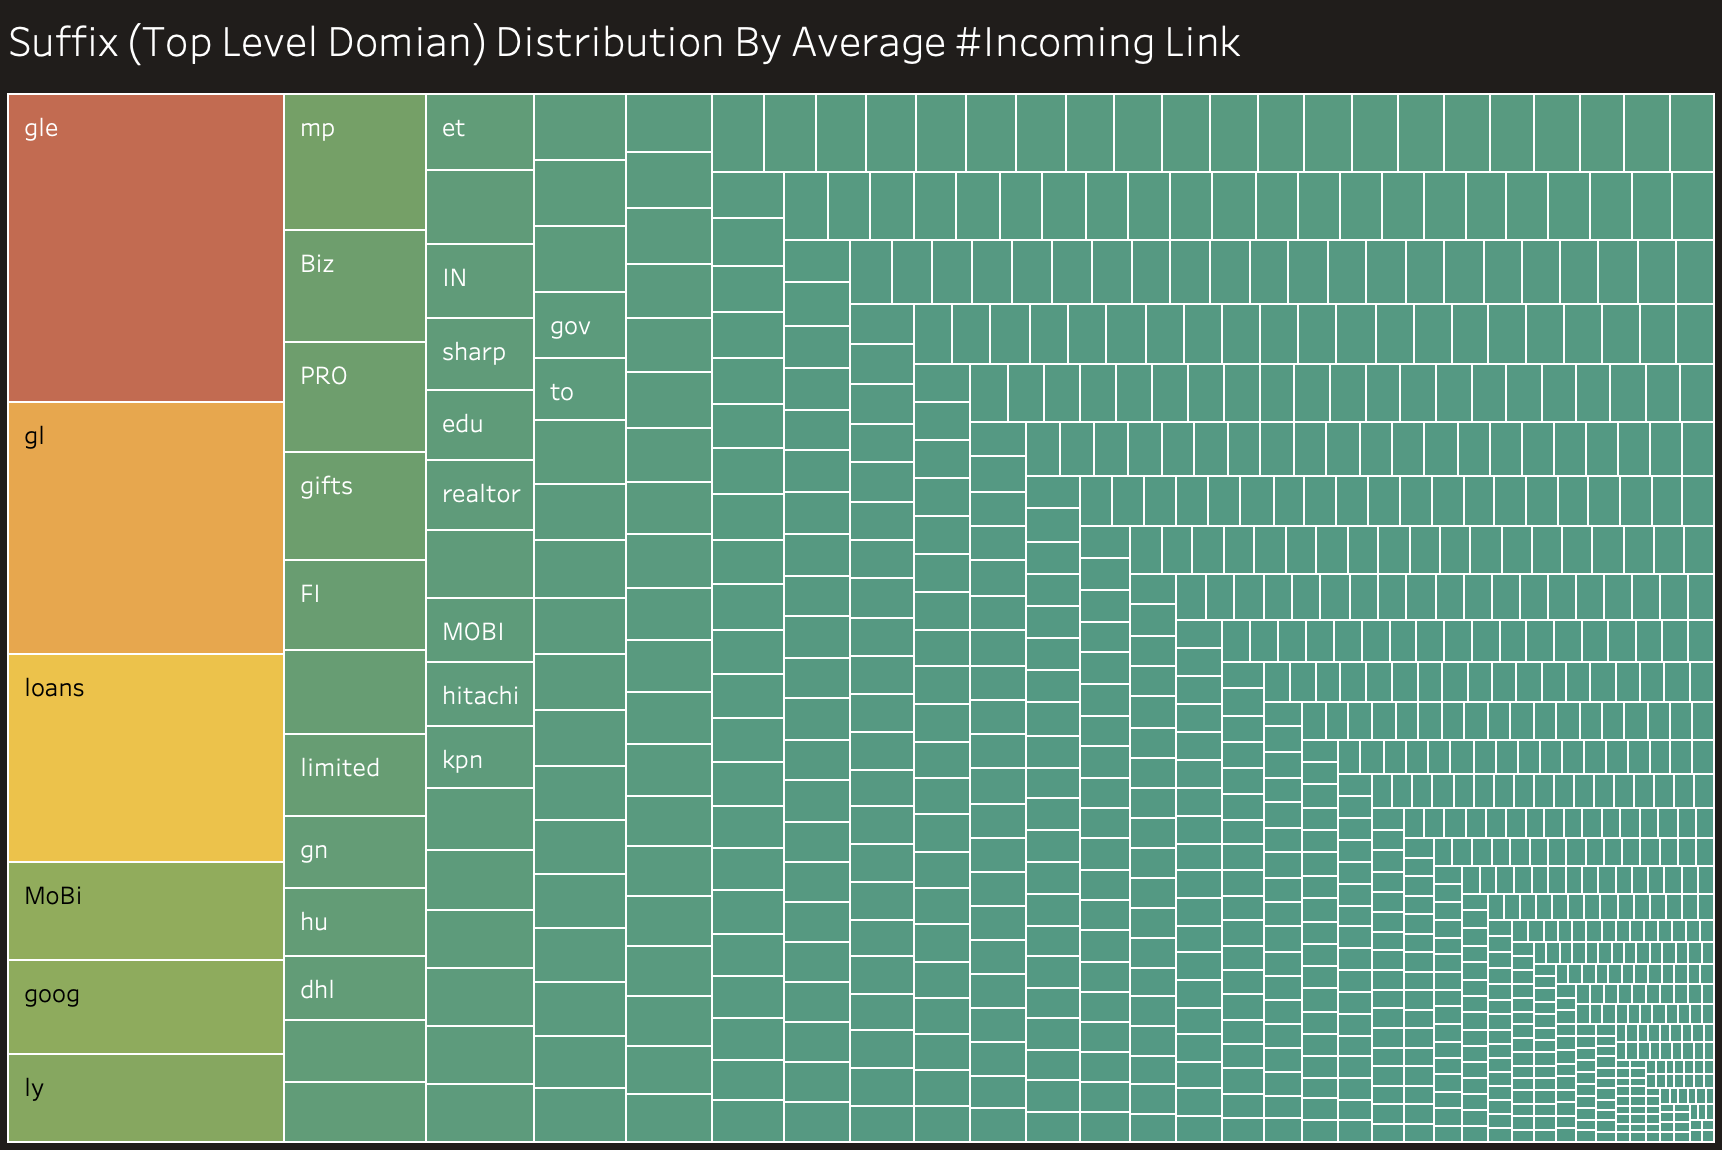 Suffix (Top Level Domian) Distribution By Average #Incoming Link
gle
gl
loans
MoBi
goog
ly
mp
Biz
PRO
gifts
FI
limited
gn
hu
dhl
et
IN
sharp
edu
realtor
MOBI
hitachi
kpn
gov
to